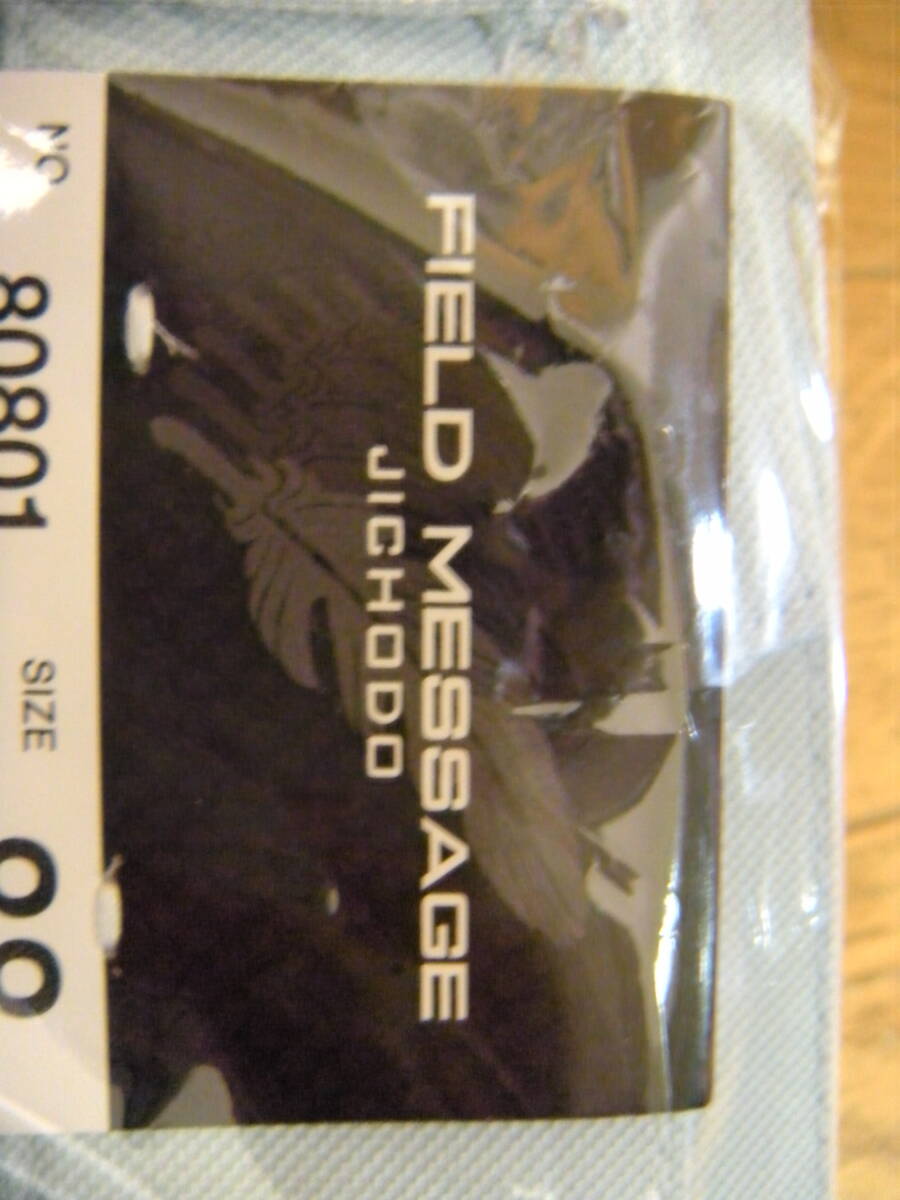 FIELD MESSAGE
JICHODO
NO. 80801 SIZE